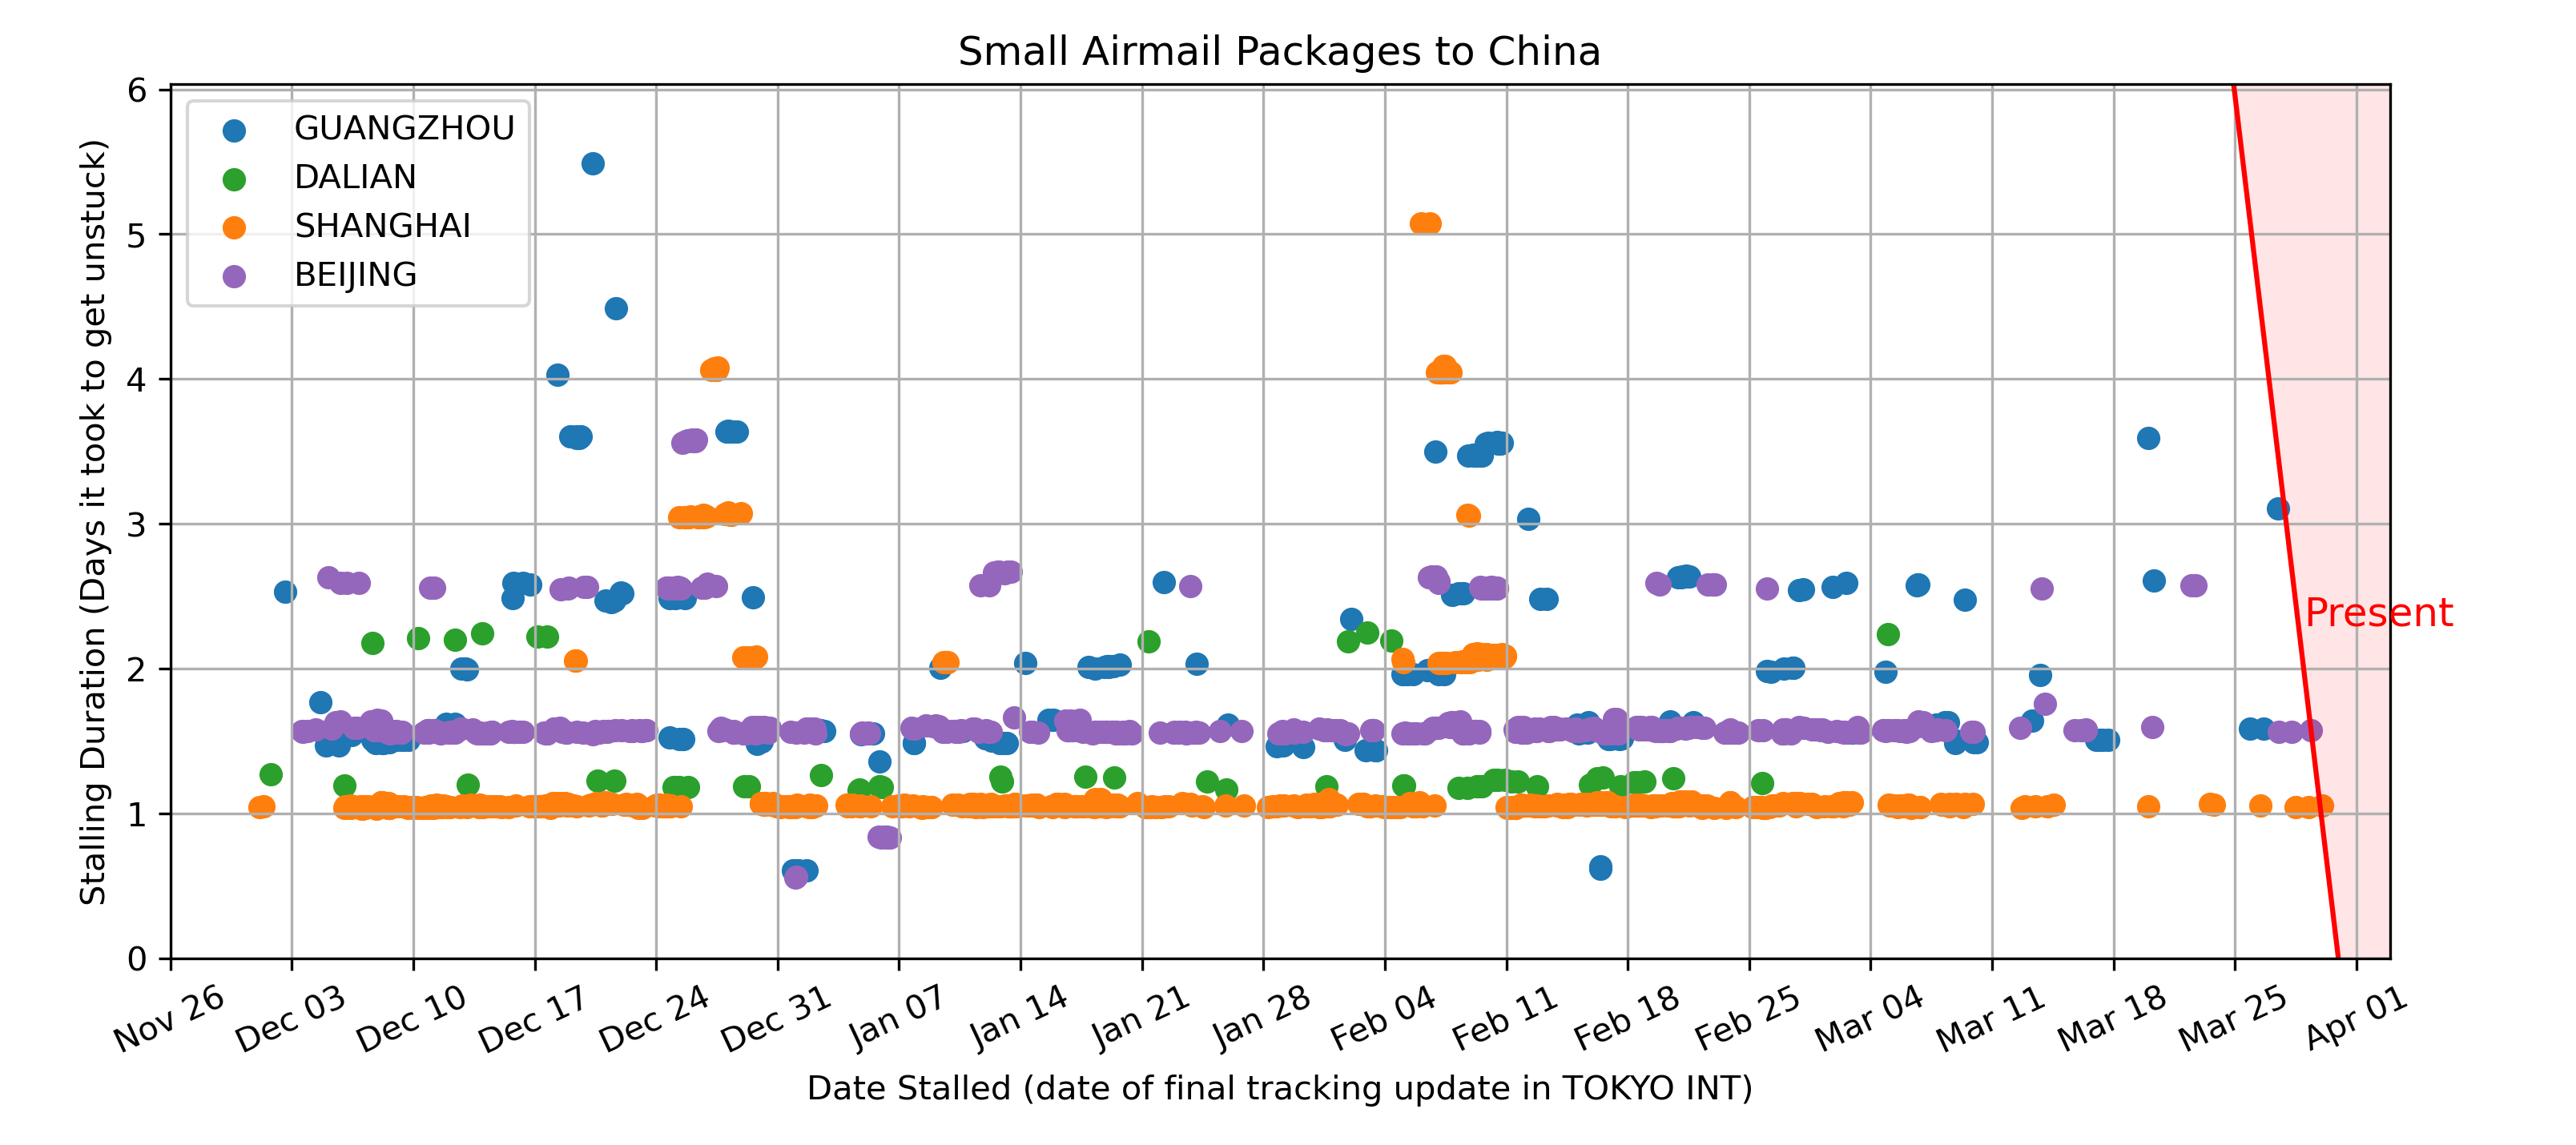 Small Airmail Packages to China
Stalling Duration (Days it took to get unstuck)
6
5
4
3
2
1
0
GUANGZHOU
DALIAN
SHANGHAI
BEIJING
Present
Nov 26
Dec 03
Dec 10
Dec 17
Dec 24
Dec 31
Jan 07
Jan 14
Jan 21
Jan 28
Feb 04
Feb 11
Feb 18
Feb 25
Mar 04
Mar 11
Mar 18
Mar 25
Apr 01
Date Stalled (date of final tracking update in TOKYO INT)